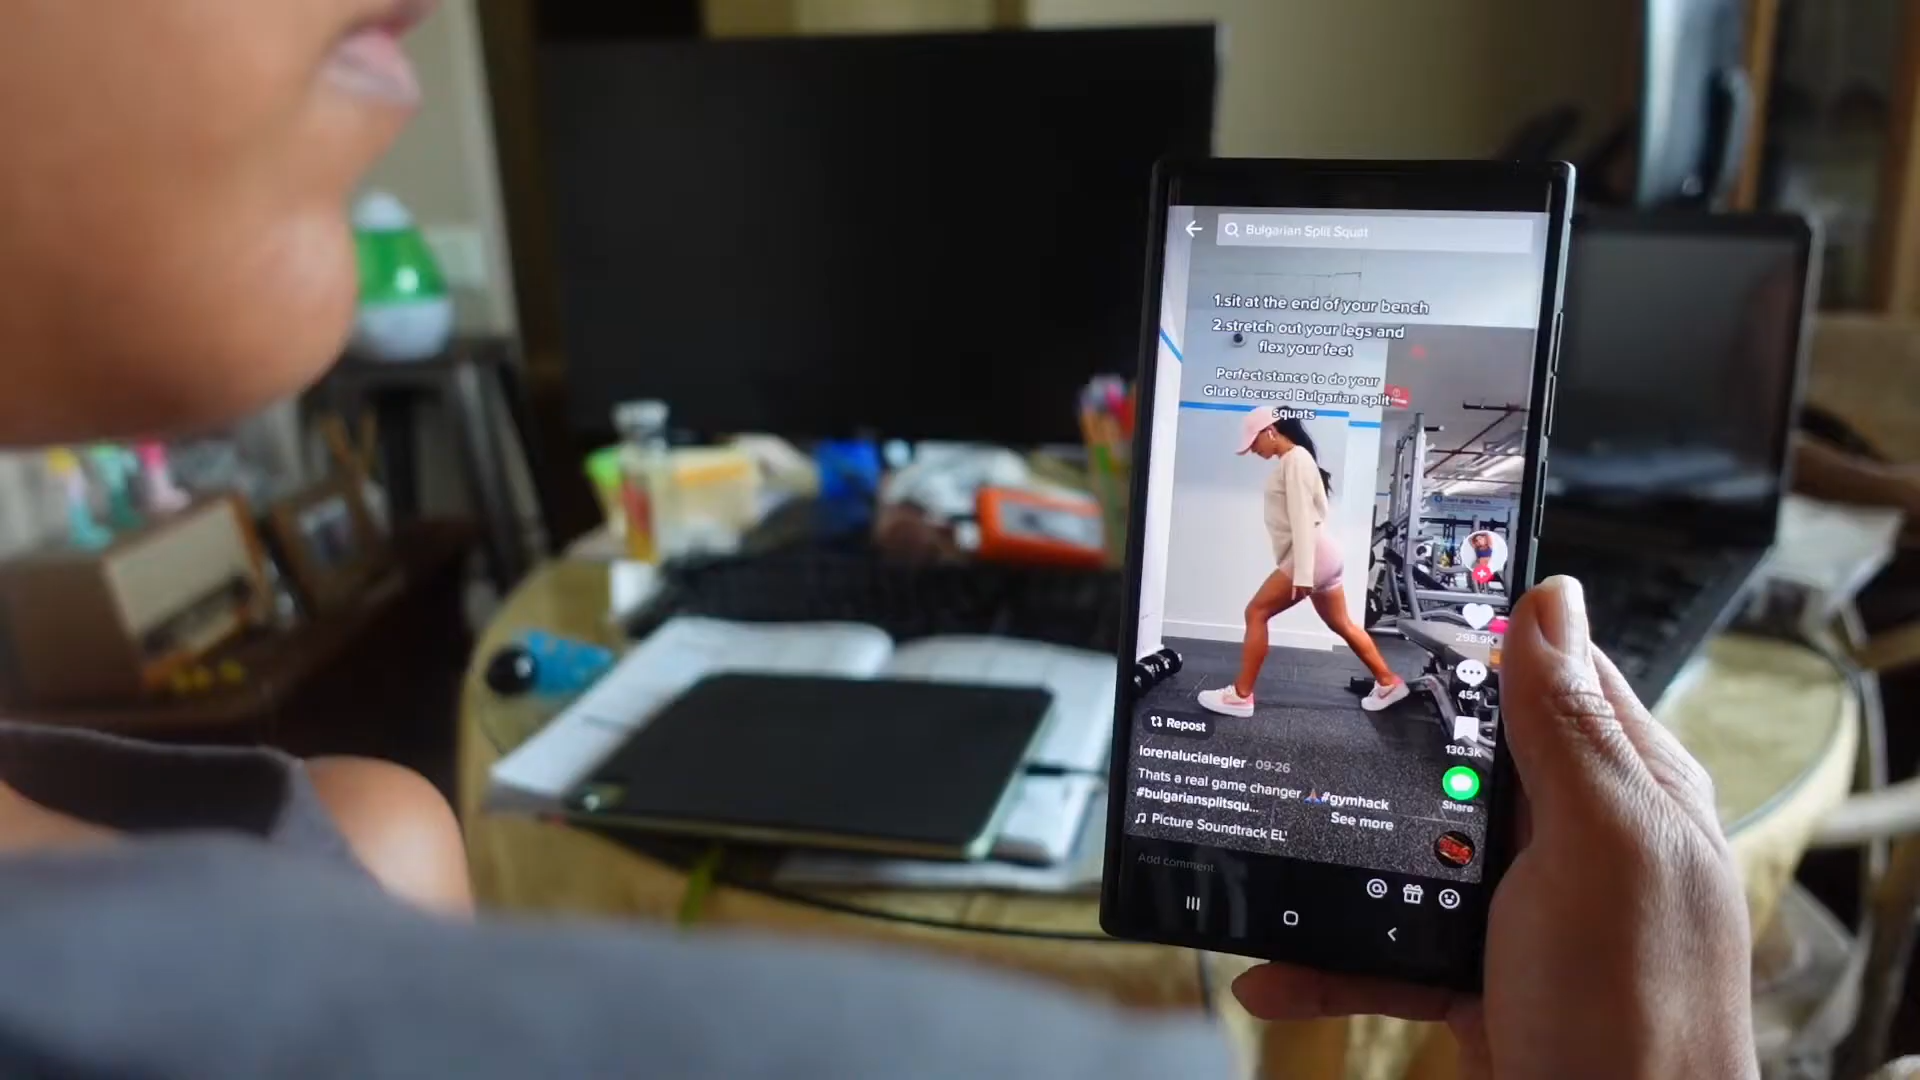 Bulgarian Split Squat
1.sit at the end of your bench
2.stretch out your legs and
flex your feet
Perfect stance to do your
Glute focused Bulgarian split
squats
298.9K
454
Repost
130.3K
lorenalucialegler · 09-26
Thats a real game changer 🙏🏽#gymhack
#bulgariansplitsqu... See more
Share
Picture Soundtrack EL'
Add comment.